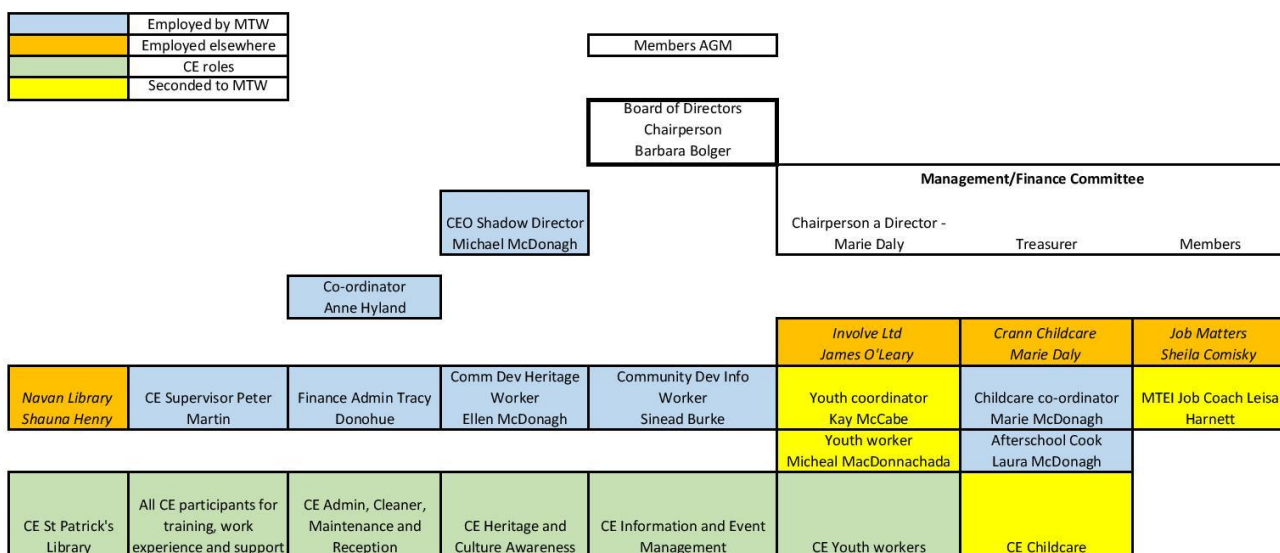 Employed by MTW
Employed elsewhere
CE roles
Seconded to MTW
Members AGM
Board of Directors
Chairperson
Barbara Bolger
Management/Finance Committee
CEO Shadow Director
Michael McDonagh
Chairperson a Director -
Marie Daly
Treasurer
Members
Co-ordinator
Anne Hyland
Involve Ltd
James O'Leary
Crann Childcare
Marie Daly
Job Matters
Sheila Comisky
Navan Library
Shauna Henry
CE Supervisor Peter
Martin
Finance Admin Tracy
Donohue
Comm Dev Heritage
Worker
Ellen McDonagh
Community Dev Info
Worker
Sinead Burke
Youth coordinator
Kay McCabe
Childcare co-ordinator
Marie McDonagh
MTEI Job Coach Leisa
Harnett
Youth worker
Micheal MacDonnachada
Afterschool Cook
Laura McDonagh
CE St Patrick's
Library
All CE participants for
training, work
experience and support
CE Admin, Cleaner,
Maintenance and
Reception
CE Heritage and
Culture Awareness
CE Information and Event
Management
CE Youth workers
CE Childcare